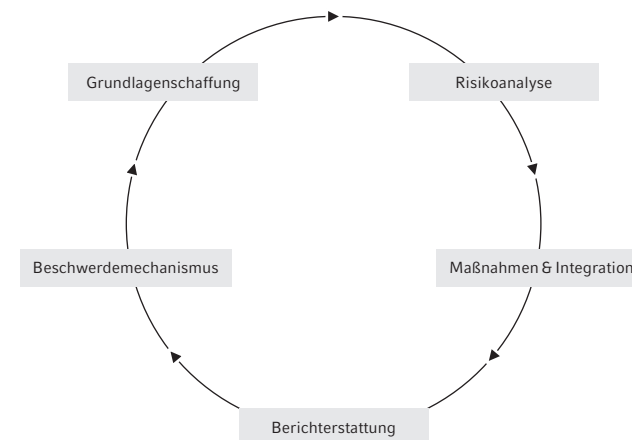 Grundlagenschaffung
Risikoanalyse
Beschwerdemechanismus
Maßnahmen & Integration
Berichterstattung